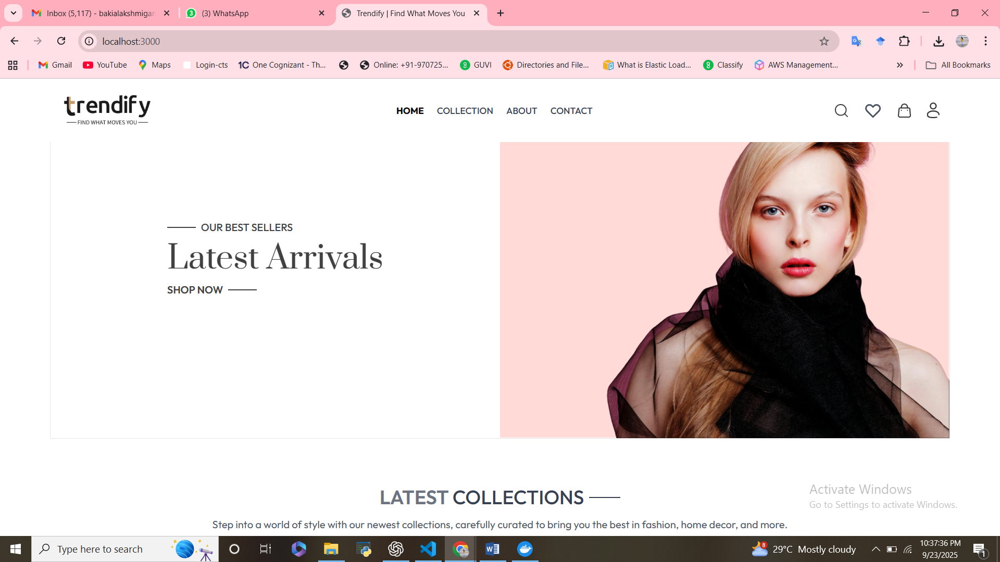 Inbox (5,117) - bakialakshmigan
(3) WhatsApp
Trendify | Find What Moves You
localhost:3000
Gmail
YouTube
Maps
Login-cts
1C One Cognizant - Th...
Online: +91-970725...
GUVI
Directories and File...
What is Elastic Load...
Classify
AWS Management...
All Bookmarks
trendify
FIND WHAT MOVES YOU
HOME COLLECTION ABOUT CONTACT
OUR BEST SELLERS
Latest Arrivals
SHOP NOW
LATEST COLLECTIONS
Step into a world of style with our newest collections, carefully curated to bring you the best in fashion, home decor, and more.
Activate Windows
Go to Settings to activate Windows.
Type here to search
8
29°C Mostly cloudy
10:37:36 PM
9/23/2025
1